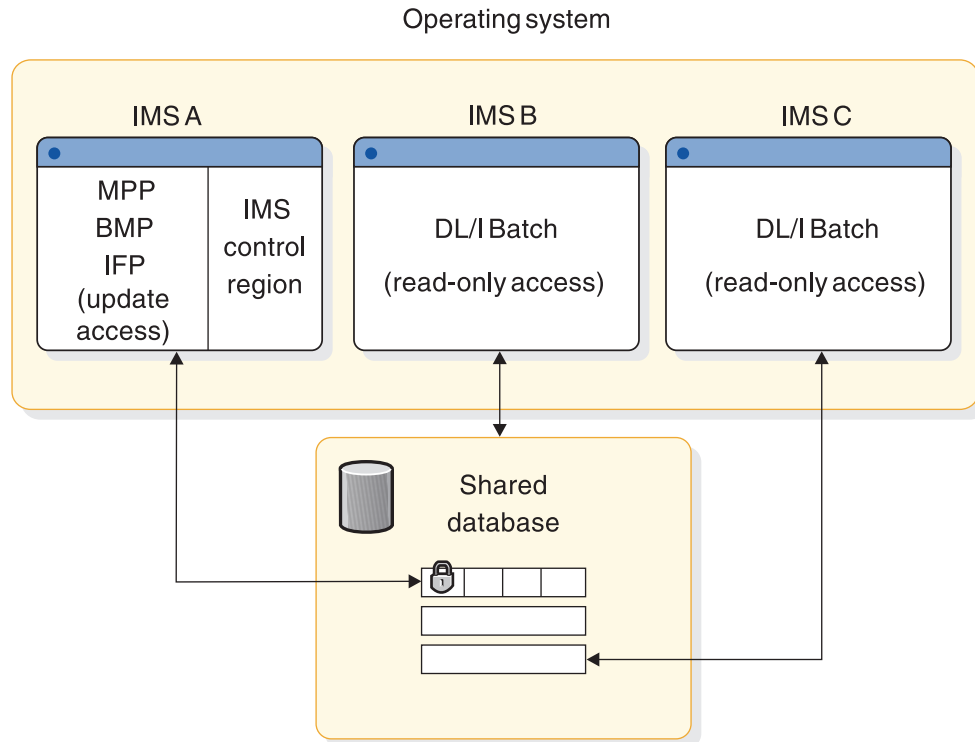 Operating system
IMS A
IMS B
IMS C
MPP
BMP
IFP
(update
access)
IMS
control
region
DL/I Batch
(read-only access)
DL/I Batch
(read-only access)
Shared
database
1